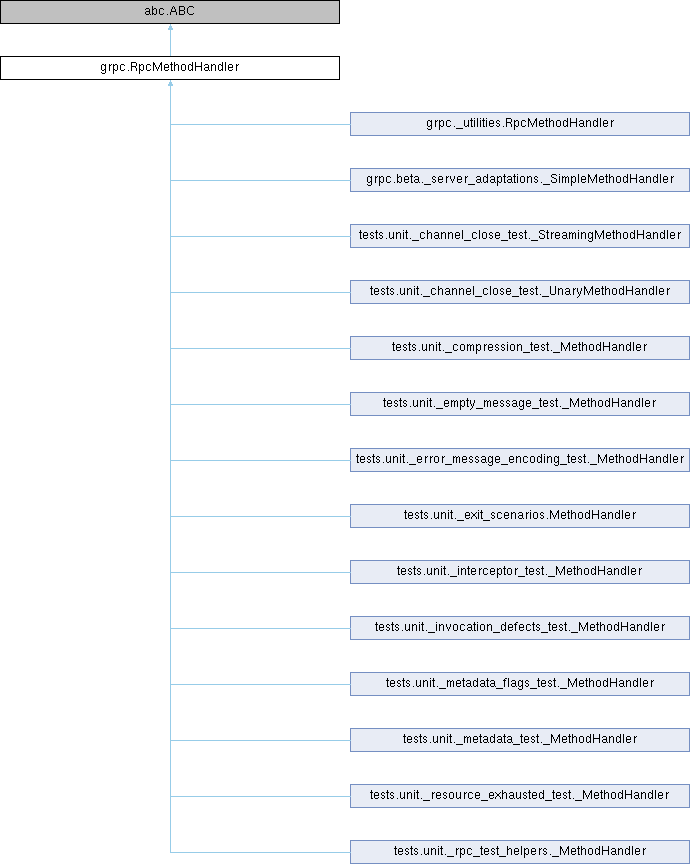 abc.ABC
grpc.RpcMethodHandler
grpc._utilities.RpcMethodHandler
grpc.beta._server_adaptations._SimpleMethodHandler
tests.unit._channel_close_test._StreamingMethodHandler
tests.unit._channel_close_test._UnaryMethodHandler
tests.unit._compression_test._MethodHandler
tests.unit._empty_message_test._MethodHandler
tests.unit._error_message_encoding_test._MethodHandler
tests.unit._exit_scenarios.MethodHandler
tests.unit._interceptor_test._MethodHandler
tests.unit._invocation_defects_test._MethodHandler
tests.unit._metadata_flags_test._MethodHandler
tests.unit._metadata_test._MethodHandler
tests.unit._resource_exhausted_test._MethodHandler
tests.unit._rpc_test_helpers._MethodHandler